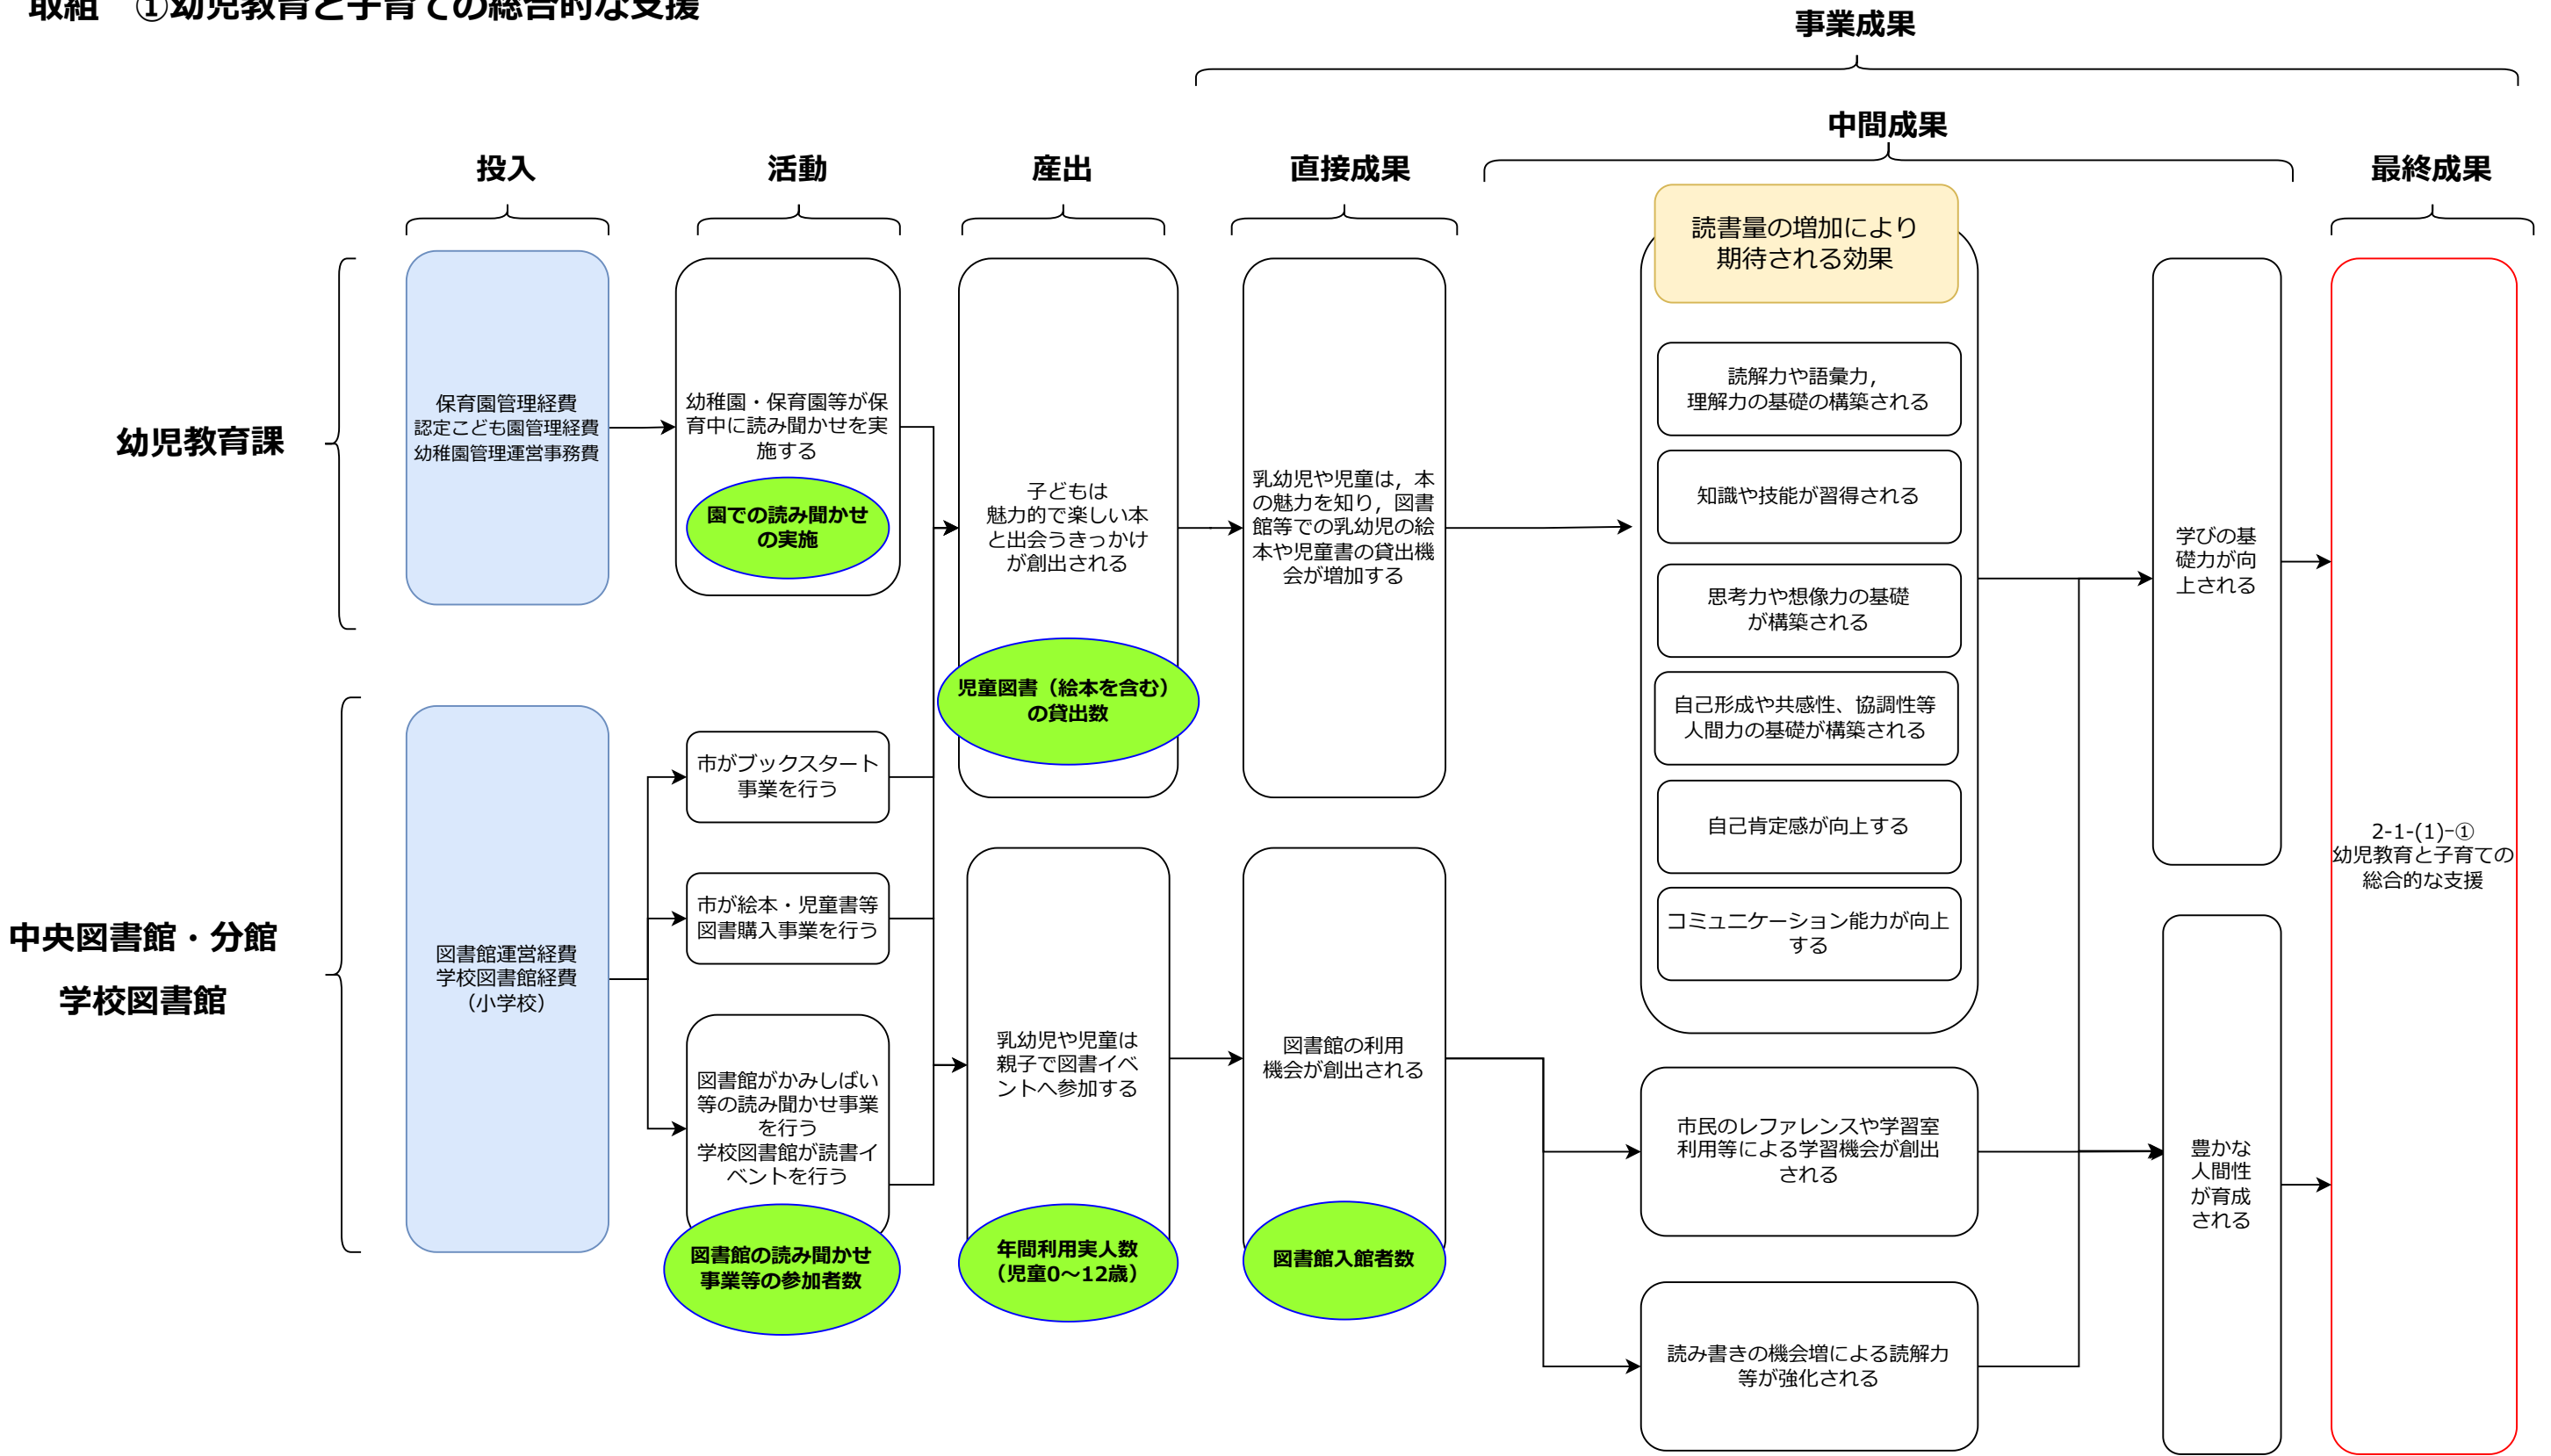 取組　①幼児教育と子育ての総合的な支援
事業成果
中間成果
投入
活動
産出
直接成果
最終成果
幼児教育課
保育園管理経費
認定こども園管理経費
幼稚園管理運営事務費
幼稚園・保育園等が保
育中に読み聞かせを実
施する
園での読み聞かせ
の実施
子どもは
魅力的で楽しい本
と出会うきっかけ
が創出される
児童図書（絵本を含む）
の貸出数
乳幼児や児童は，本
の魅力を知り，図書
館等での乳幼児の絵
本や児童書の貸出機
会が増加する
読書量の増加により
期待される効果
読解力や語彙力，
理解力の基礎の構築される
知識や技能が習得される
思考力や想像力の基礎
が構築される
自己形成や共感性、協調性等
人間力の基礎が構築される
自己肯定感が向上する
コミュニケーション能力が向上
する
学びの基
礎力が向
上される
2-1-(1)-①
幼児教育と子育ての
総合的な支援
中央図書館・分館
学校図書館
図書館運営経費
学校図書館経費
（小学校）
市がブックスタート
事業を行う
市が絵本・児童書等
図書購入事業を行う
図書館がかみしばい
等の読み聞かせ事業
を行う
学校図書館が読書イ
ベントを行う
図書館の読み聞かせ
事業等の参加者数
乳幼児や児童は
親子で図書イベ
ントへ参加する
年間利用実人数
（児童0～12歳）
図書館の利用
機会が創出される
図書館入館者数
市民のレファレンスや学習室
利用等による学習機会が創出
される
読み書きの機会増による読解力
等が強化される
豊かな
人間性
が育成
される